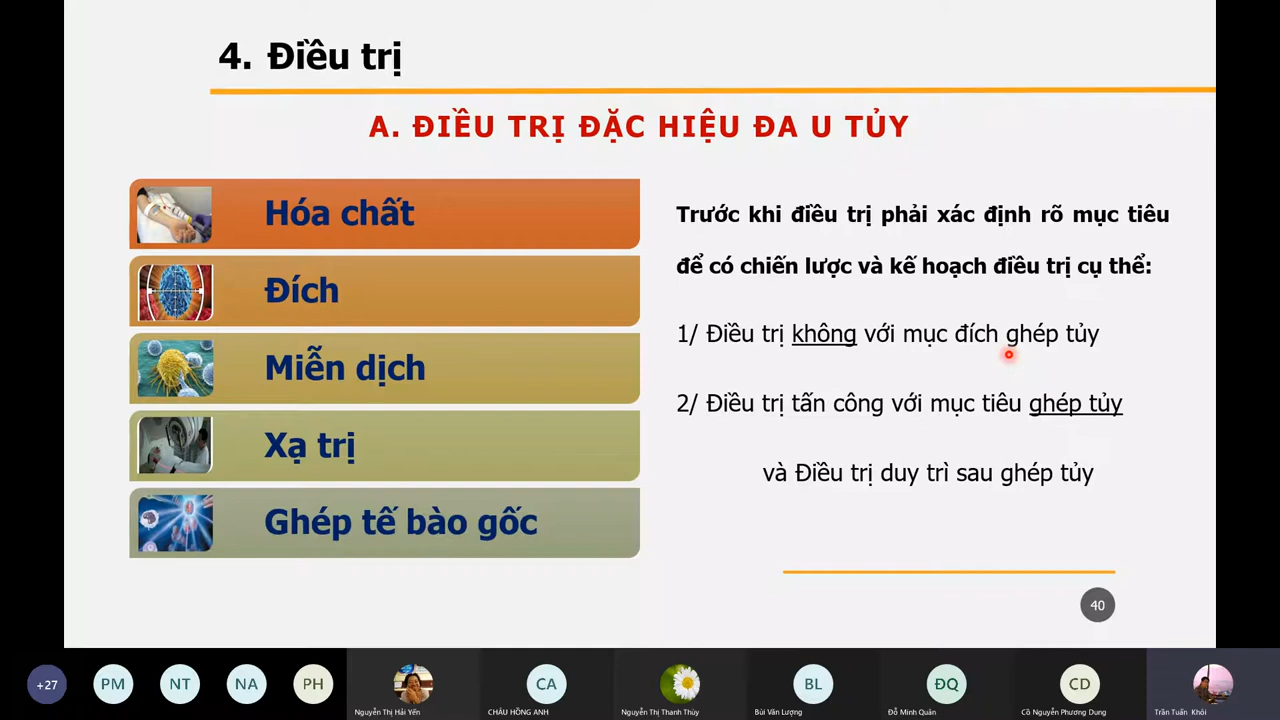 4. Điều trị
A. ĐIỀU TRỊ ĐẶC HIỆU ĐA U TỦY
Hóa chất
Đích
Miễn dịch
Xạ trị
Ghép tế bào gốc
Trước khi điều trị phải xác định rõ mục tiêu
để có chiến lược và kế hoạch điều trị cụ thể:
1/ Điều trị không với mục đích ghép tủy
2/ Điều trị tấn công với mục tiêu ghép tủy
và Điều trị duy trì sau ghép tủy
40
+27
PM
NT
NA
PH
Nguyễn Thị Hải Yến
CA
CHÂU HỒNG ANH
Nguyễn Thị Thanh Thủy
BL
Bùi Văn Lượng
ĐQ
Đỗ Minh Quân
CD
Cõ Nguyễn Phương Dung
Trần Tuấn Khôi